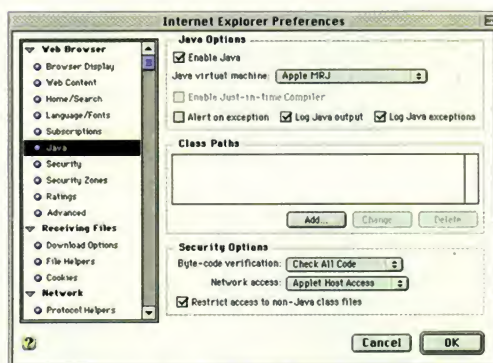 Internet Explorer Preferences
Web Browser
Browser Display
Web Content
Home/Search
Language/Fonts
Subscriptions
Java
Security
Security Zones
Ratings
Advanced
Receiving Files
Download Options
File Helpers
Cookies
Network
Protocol Helpers
Java Options
Enable Java
Java virtual machine: Apple MRJ
Enable Just-in-time Compiler
Alert on exception Log Java output Log Java exceptions
Class Paths
Add... Change Delete
Security Options
Byte-code verification: Check All Code
Network access: Applet Host Access
Restrict access to non-Java class files
?
Cancel OK